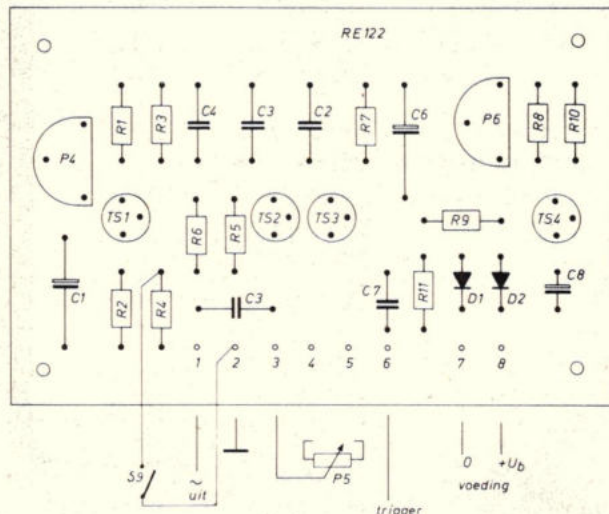 RE122
R1 R3 C4 C3 C2 R7 C6 P6 R8 R10
P4
TS1 TS2 TS3 R9 TS4
R6 R5
C1 R2 R4 C3 C7 R11 D1 D2 C8
1 2 3 4 5 6 7 8
S9 ~ P5 0 +Ub
uit voeding
trigger